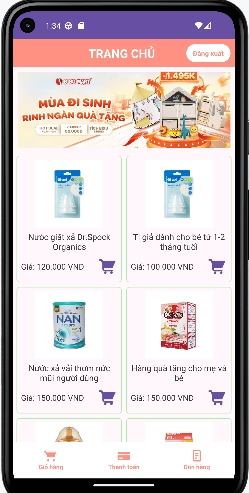 1:34
TRANG CHỦ
Đăng xuất
-1.495K
MÙA ĐI SINH
RINH NGÀN QUÀ TẶNG
Nước giặt xả Dr.Spock
Organics
Giá: 120.000 VND
Ti giả dành cho bé từ 1-2
tháng tuổi
Giá: 100.000 VND
NAN
Nước xả vải thơm nức
mũi người dùng
Giá: 150.000 VND
Hàng quà tặng cho mẹ và
bé
Giá: 150.000 VND
Giỏ hàng
Thanh toán
Đơn hàng